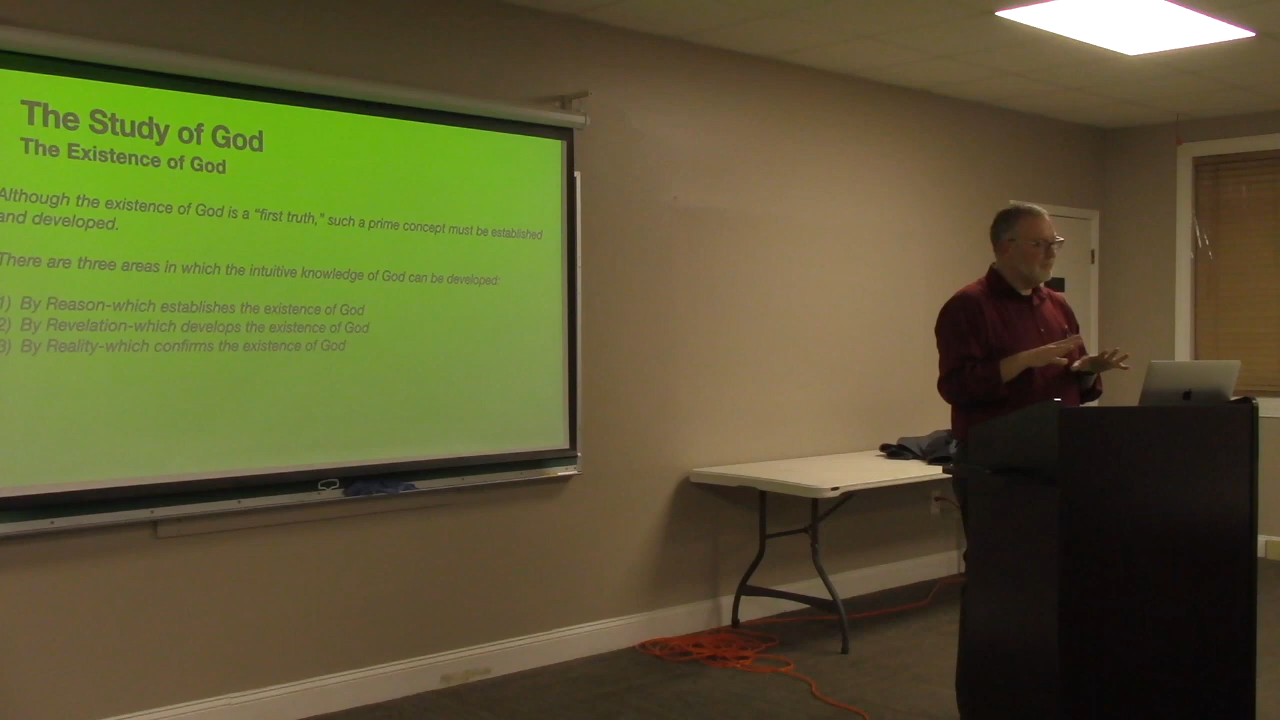 The Study of God
The Existence of God
Although the existence of God is a “first truth,” such a prime concept must be established
and developed.
There are three areas in which the intuitive knowledge of God can be developed:
1) By Reason-which establishes the existence of God
2) By Revelation-which develops the existence of God
3) By Reality-which confirms the existence of God